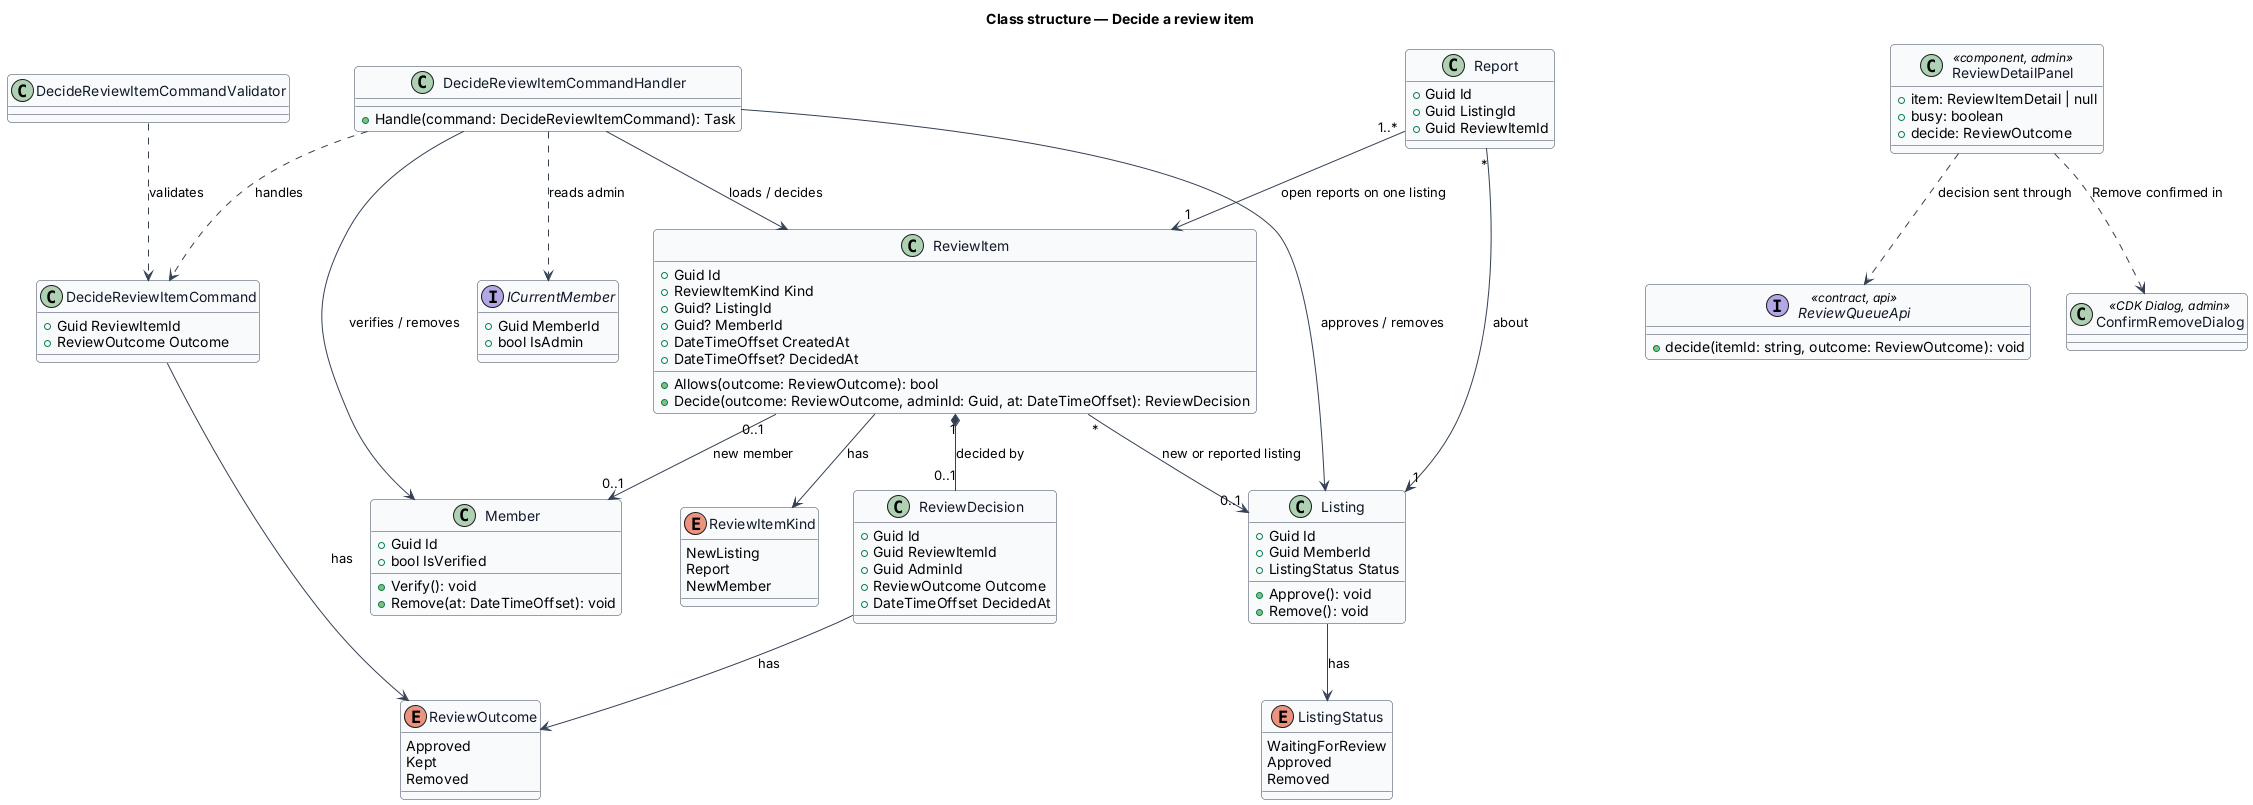 Class structure — Decide a review item
C DecideReviewItemCommandValidator
C DecideReviewItemCommandHandler
Handle(command: DecideReviewItemCommand): Task
C Report
Guid Id
Guid ListingId
Guid ReviewItemId
«component, admin»
C ReviewDetailPanel
item: ReviewItemDetail | null
busy: boolean
decide: ReviewOutcome
validates
handles
reads admin
loads / decides
1..*
1
open reports on one listing
*
decision sent through
Remove confirmed in
C DecideReviewItemCommand
Guid ReviewItemId
ReviewOutcome Outcome
verifies / removes
I ICurrentMember
Guid MemberId
bool IsAdmin
C ReviewItem
Guid Id
ReviewItemKind Kind
Guid? ListingId
Guid? MemberId
DateTimeOffset CreatedAt
DateTimeOffset? DecidedAt
Allows(outcome: ReviewOutcome): bool
Decide(outcome: ReviewOutcome, adminId: Guid, at: DateTimeOffset): ReviewDecision
approves / removes
about
«contract, api»
I ReviewQueueApi
decide(itemId: string, outcome: ReviewOutcome): void
«CDK Dialog, admin»
C ConfirmRemoveDialog
0..1
new member
0..1
has
1
decided by
0..1
*
new or reported listing
0..1
1
C Member
Guid Id
bool IsVerified
Verify(): void
Remove(at: DateTimeOffset): void
E ReviewItemKind
NewListing
Report
NewMember
C ReviewDecision
Guid Id
Guid ReviewItemId
Guid AdminId
ReviewOutcome Outcome
DateTimeOffset DecidedAt
C Listing
Guid Id
Guid MemberId
ListingStatus Status
Approve(): void
Remove(): void
has
has
has
E ReviewOutcome
Approved
Kept
Removed
E ListingStatus
WaitingForReview
Approved
Removed